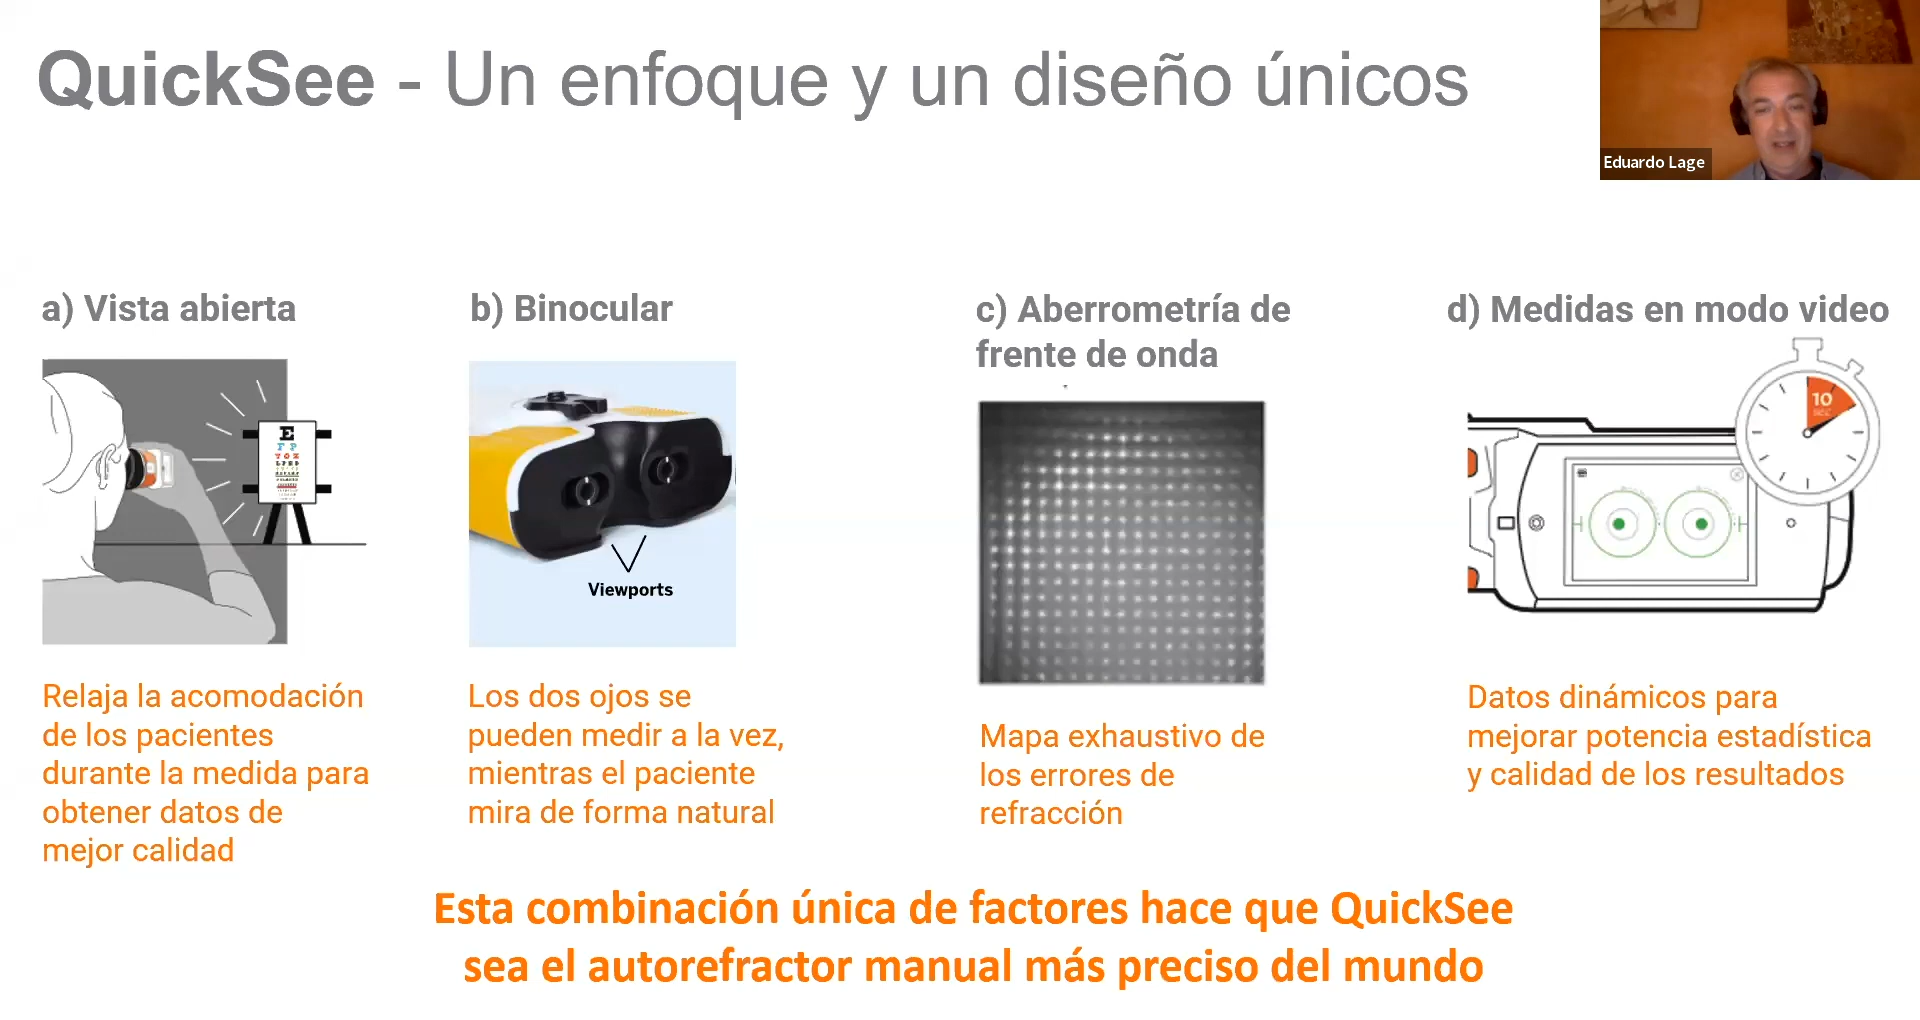 QuickSee - Un enfoque y un diseño únicos
Eduardo Lage
a) Vista abierta
b) Binocular
c) Aberrometría de
frente de onda
d) Medidas en modo video
E
F P
T O Z
L P E D
10
SEC
Viewports
Relaja la acomodación
de los pacientes
durante la medida para
obtener datos de
mejor calidad
Los dos ojos se
pueden medir a la vez,
mientras el paciente
mira de forma natural
Mapa exhaustivo de
los errores de
refracción
Datos dinámicos para
mejorar potencia estadística
y calidad de los resultados
Esta combinación única de factores hace que QuickSee
sea el autorefractor manual más preciso del mundo